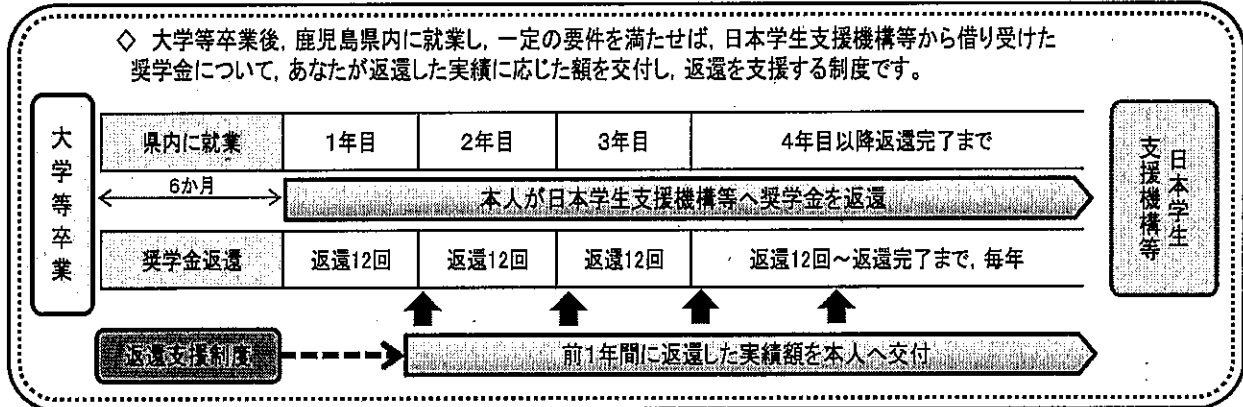 ◇ 大学等卒業後，鹿児島県内に就業し，一定の要件を満たせば，日本学生支援機構等から借り受けた
奨学金について，あなたが返還した実績に応じた額を交付し，返還を支援する制度です。
大学等卒業
県内に就業 1年目 2年目 3年目 4年目以降返還完了まで
6か月
本人が日本学生支援機構等へ奨学金を返還
奨学金返還 返還12回 返還12回 返還12回 返還12回～返還完了まで，毎年
返還支援制度
前1年間に返還した実績額を本人へ交付
日本学生
支援機構等